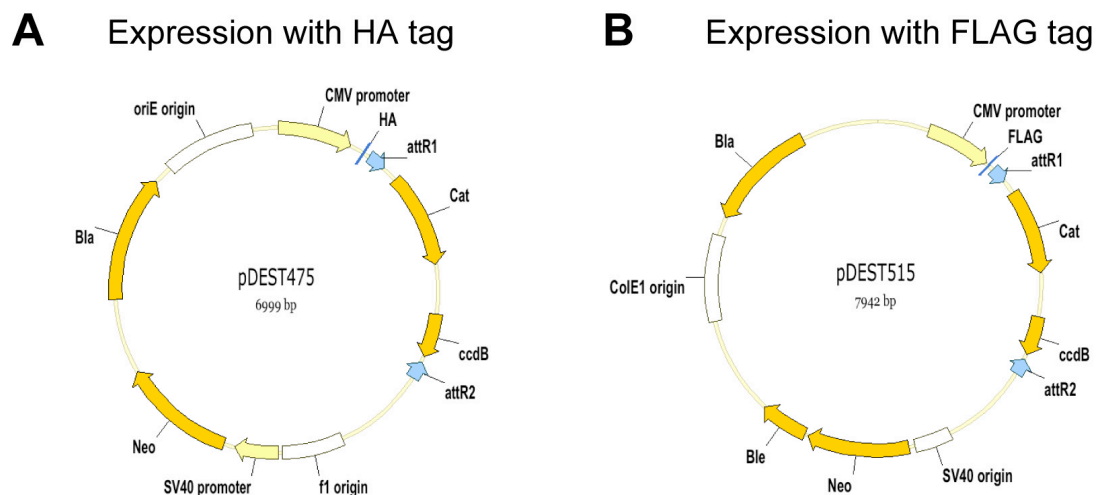 A Expression with HA tag
CMV promoter
oriE origin
HA
attR1
Cat
Bla
pDEST475
6999 bp
ccdB
attR2
Neo
SV40 promoter
f1 origin
B Expression with FLAG tag
CMV promoter
FLAG
Bla
attR1
Cat
pDEST515
7942 bp
ColE1 origin
ccdB
attR2
Ble
Neo
SV40 origin